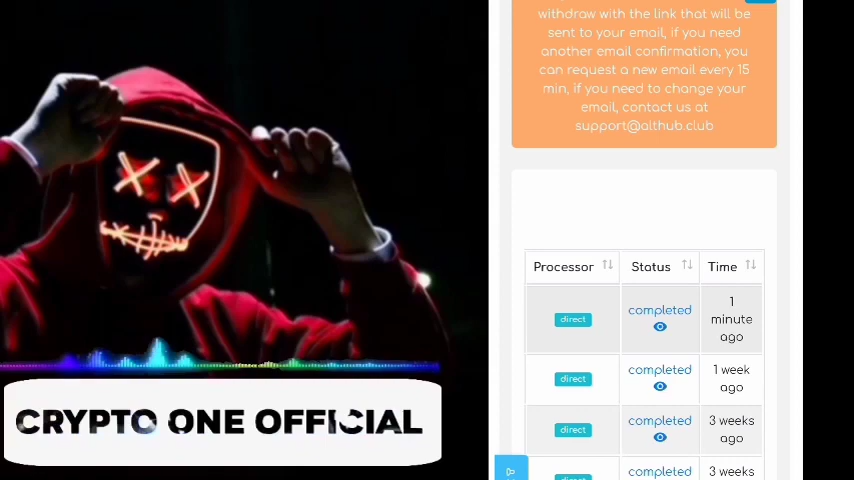 withdraw with the link that will be
sent to your email, if you need
another email confirmation, you
can request a new email every 15
min, if you need to change your
email, contact us at
support@althub.club
Processor Status Time
direct completed 1 minute ago
direct completed 1 week ago
direct completed 3 weeks ago
completed 3 weeks
CRYPTO ONE OFFICIAL